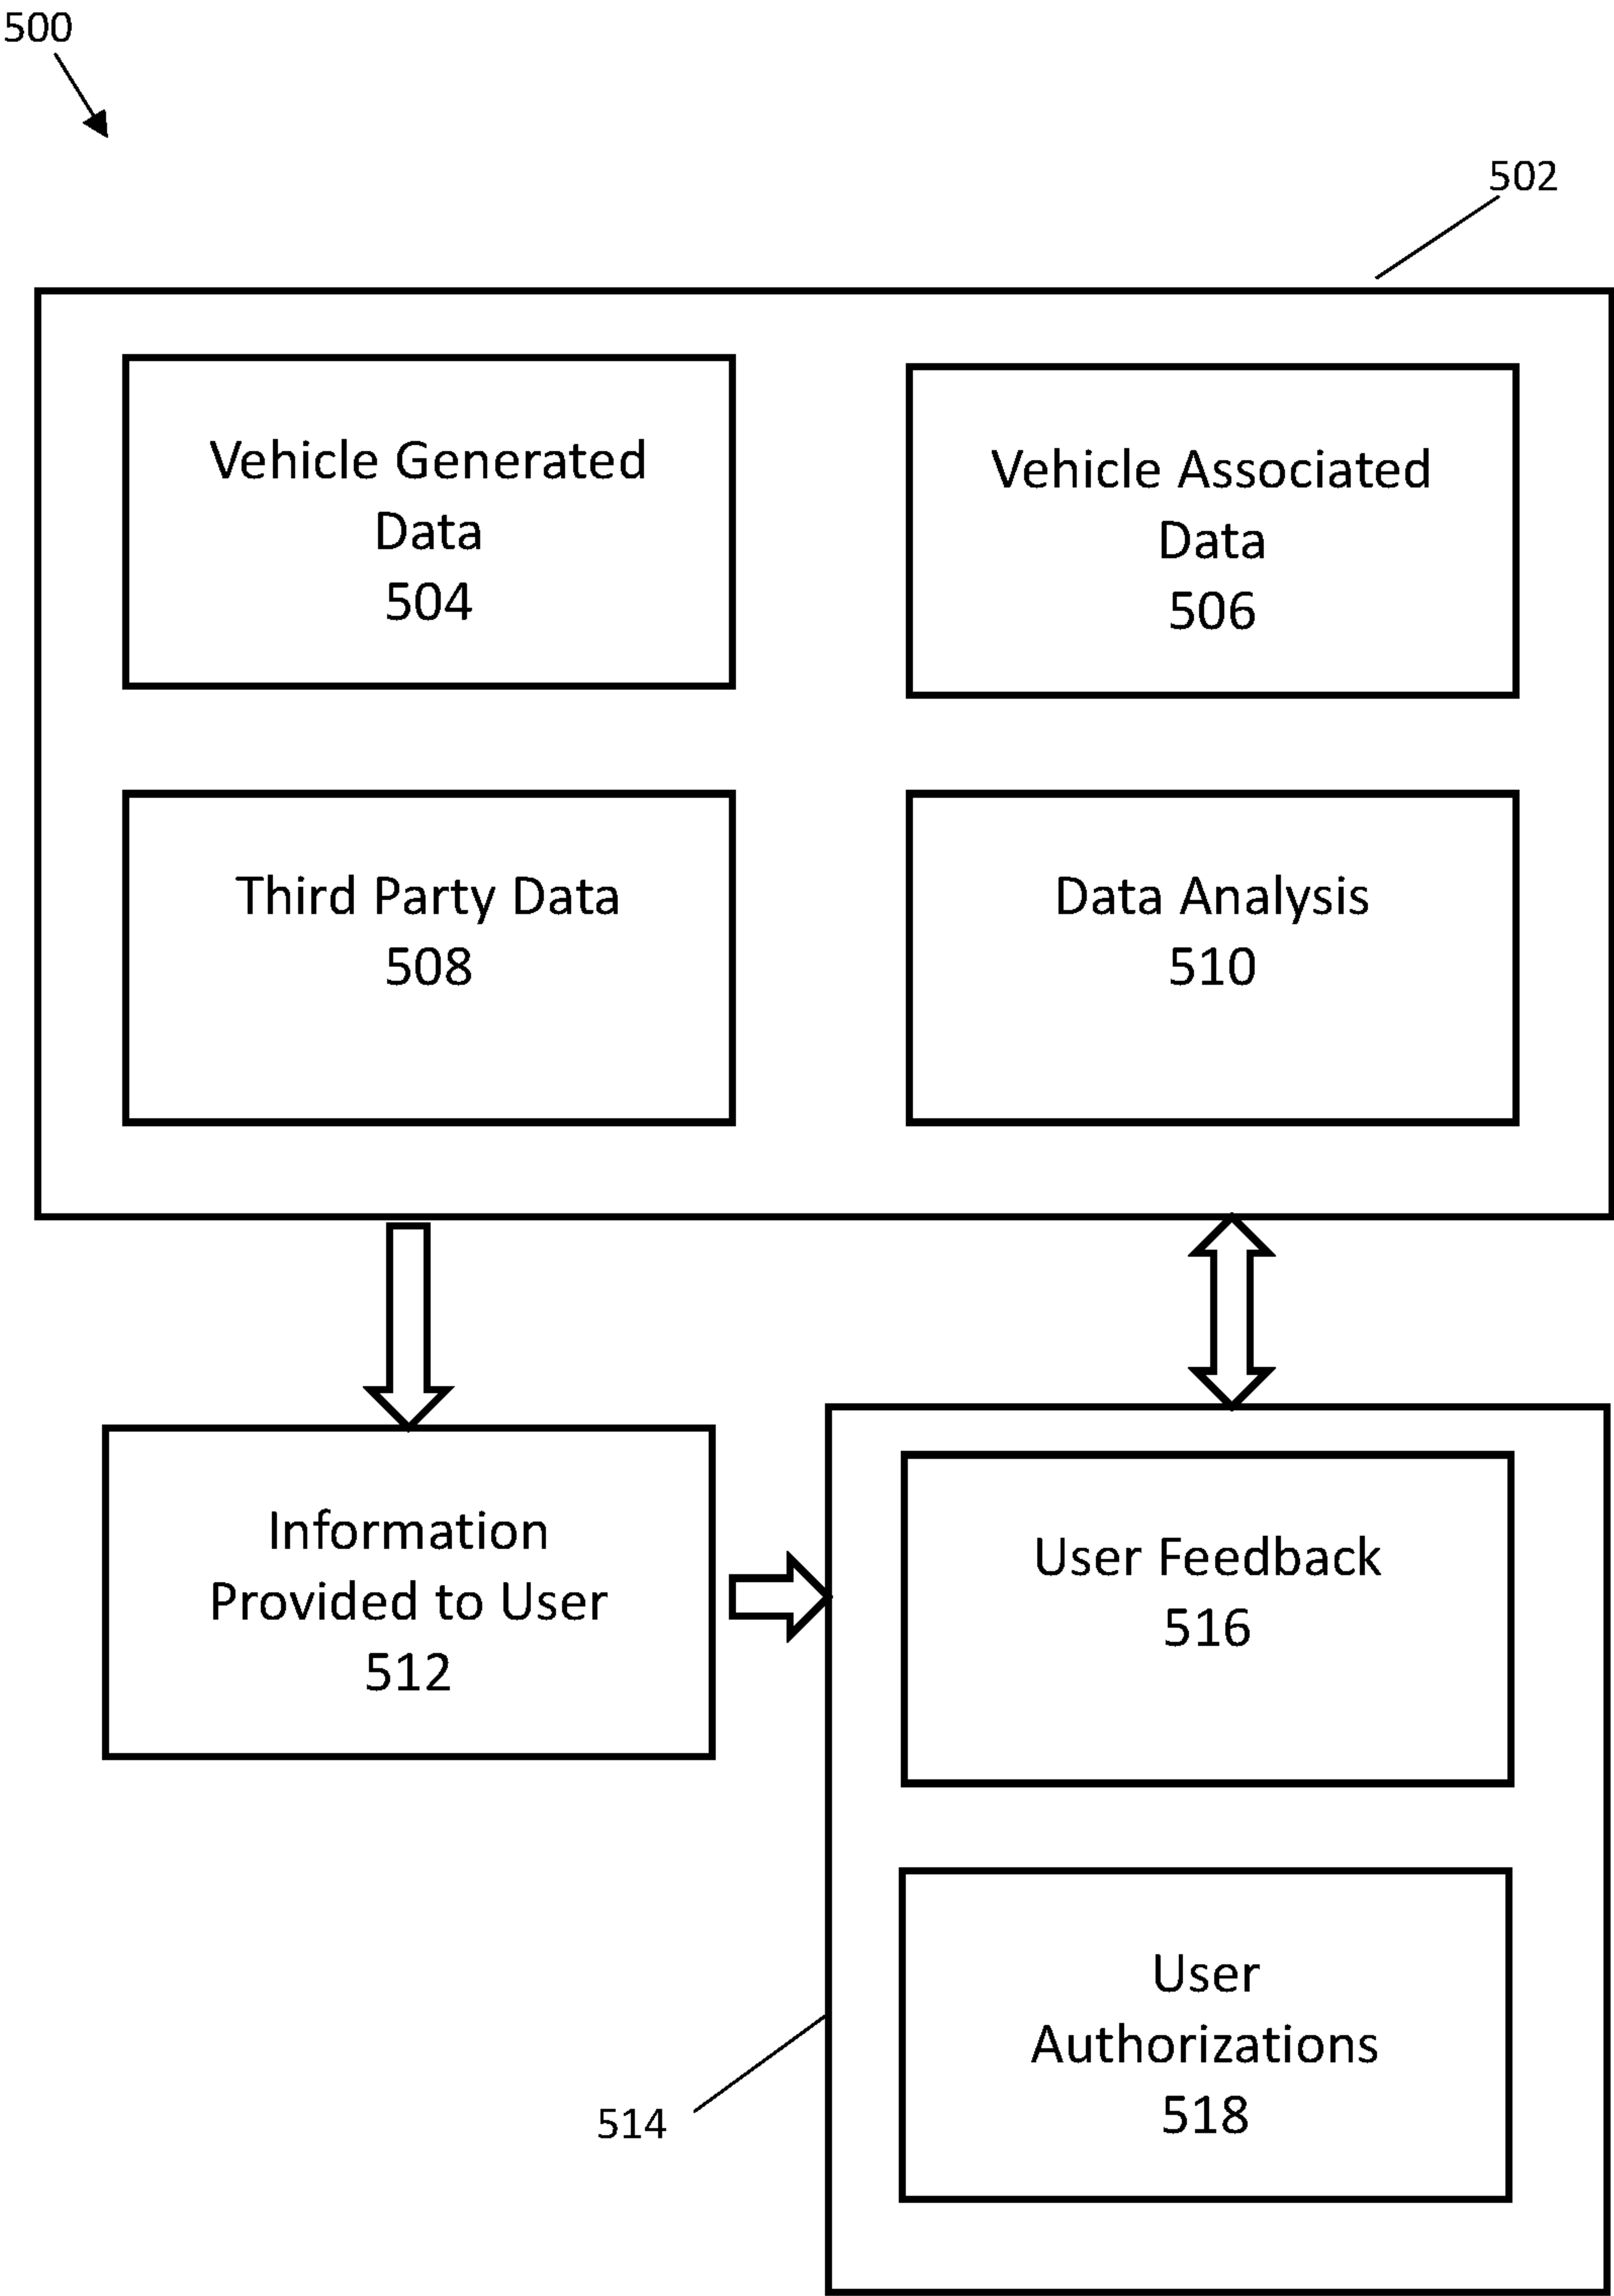 500
502
Vehicle Generated
Data
504
Vehicle Associated
Data
506
Third Party Data
508
Data Analysis
510
Information
Provided to User
512
User Feedback
516
User
Authorizations
518
514